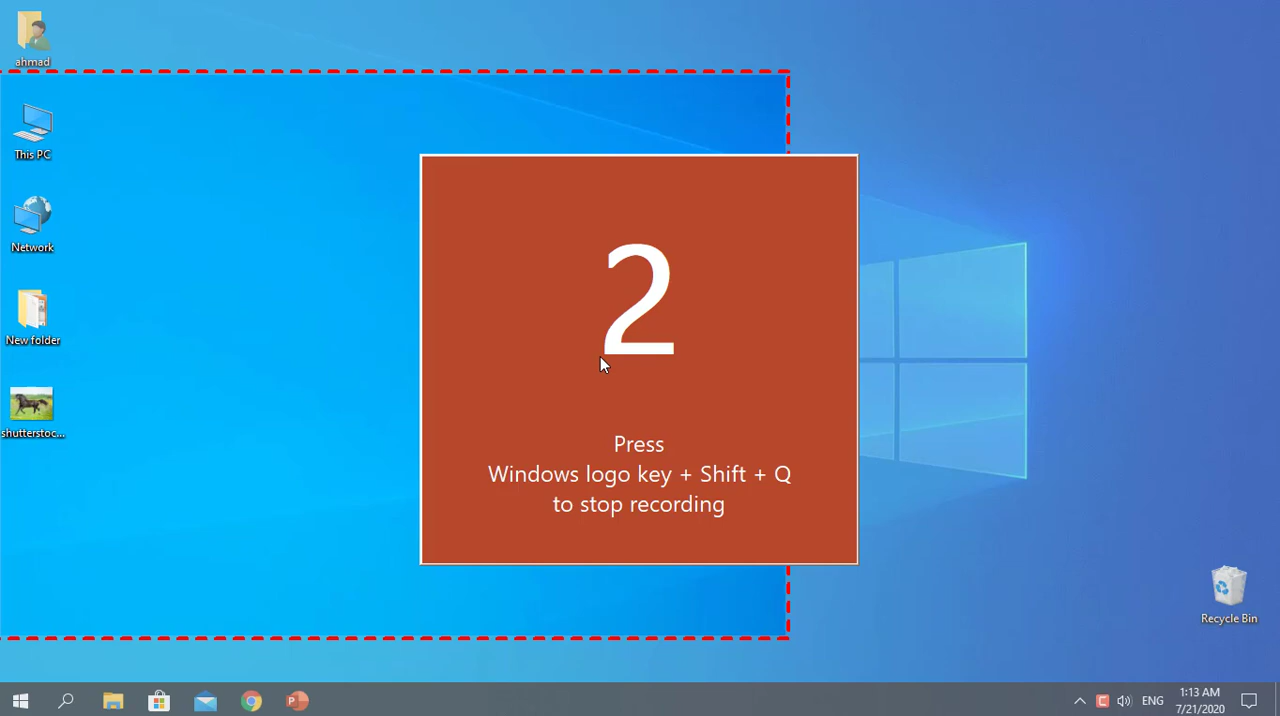 ahmad
This PC
Network
New folder
shutterstoc...
2
Press
Windows logo key + Shift + Q
to stop recording
Recycle Bin
P
ENG
1:13 AM
7/21/2020